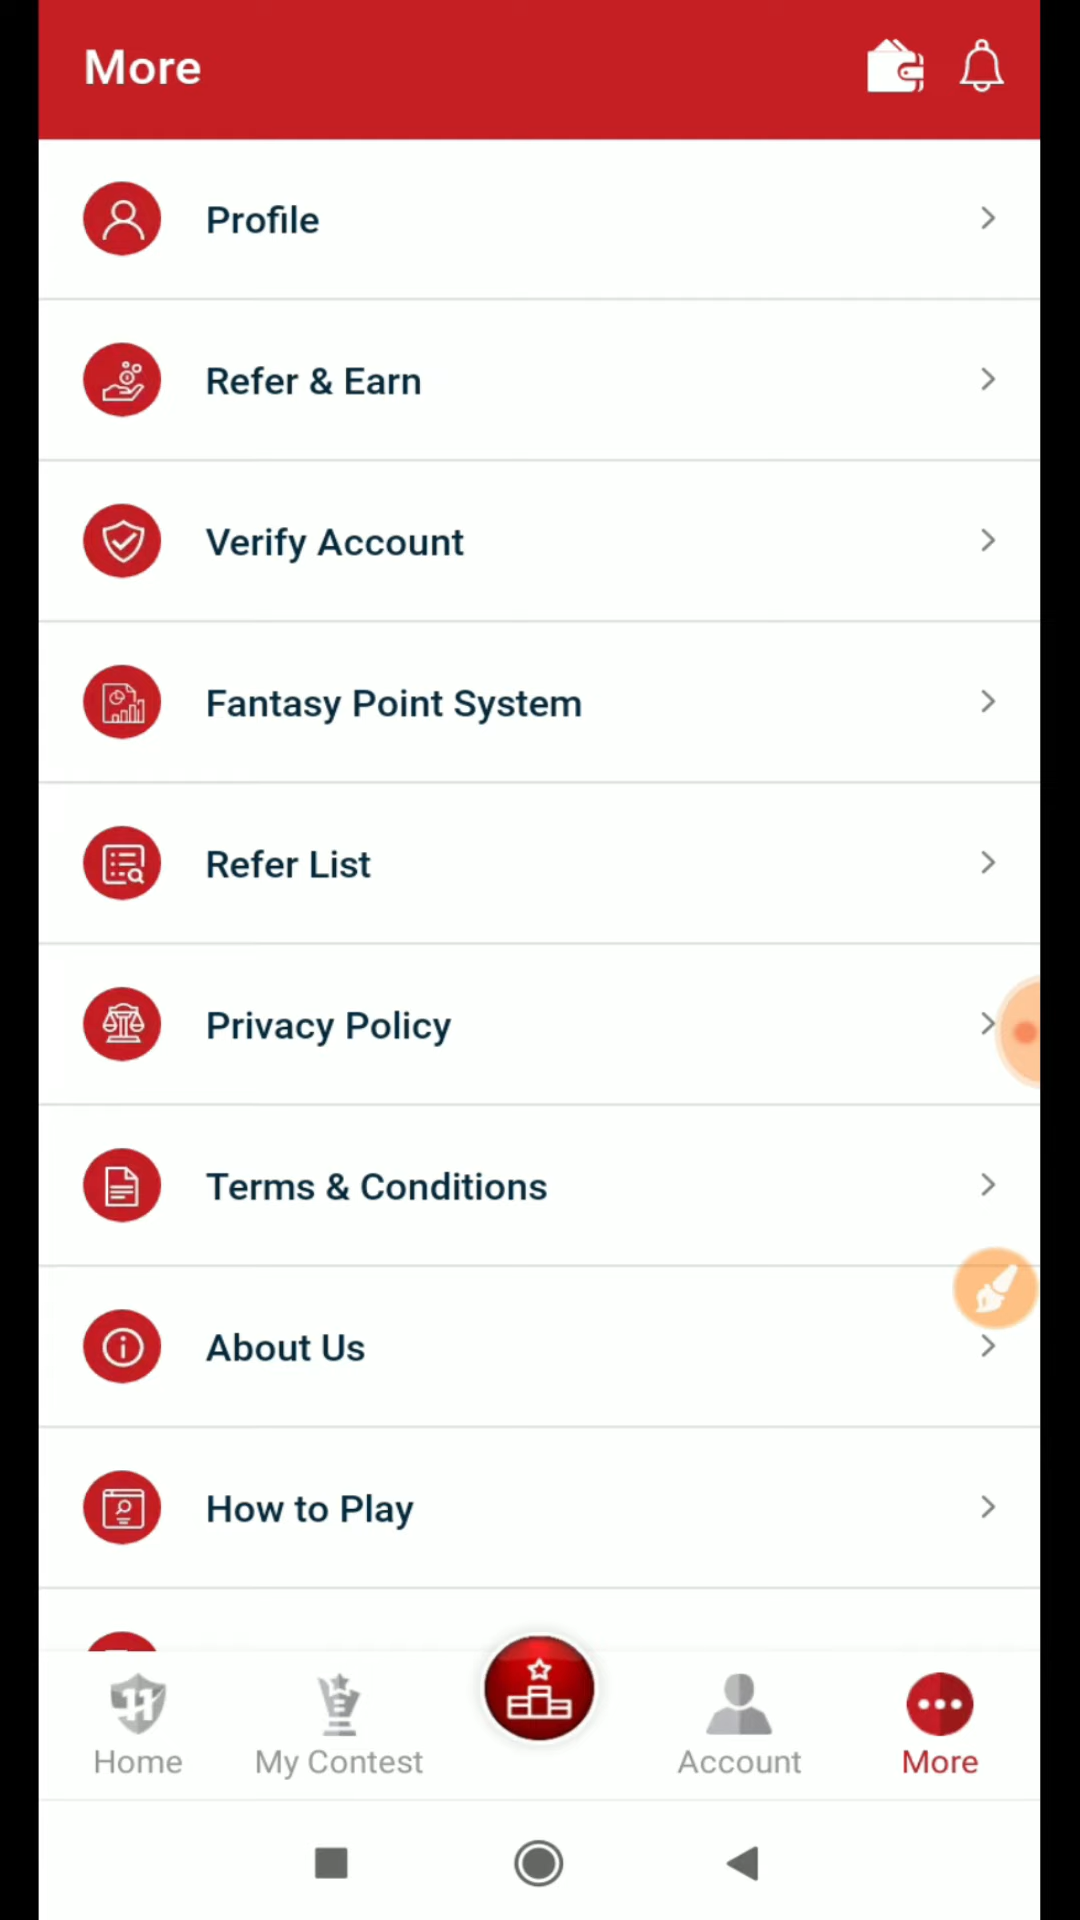 More
Profile
Refer & Earn
Verify Account
Fantasy Point System
Refer List
Privacy Policy
Terms & Conditions
About Us
How to Play
Home
My Contest
Account
More